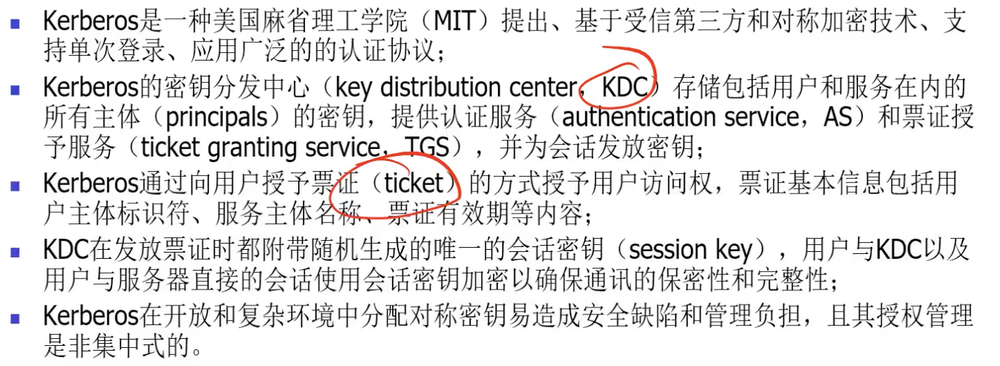 Kerberos是一种美国麻省理工学院（MIT）提出、基于受信第三方和对称加密技术、支
持单次登录、应用广泛的的认证协议；
Kerberos的密钥分发中心（key distribution center，KDC）存储包括用户和服务在内的
所有主体（principals）的密钥，提供认证服务（authentication service，AS）和票证授
予服务（ticket granting service，TGS），并为会话发放密钥；
Kerberos通过向用户授予票证（ticket）的方式授予用户访问权，票证基本信息包括用
户主体标识符、服务主体名称、票证有效期等内容；
KDC在发放票证时都附带随机生成的唯一的会话密钥（session key），用户与KDC以及
用户与服务器直接的会话使用会话密钥加密以确保通讯的保密性和完整性；
Kerberos在开放和复杂环境中分配对称密钥易造成安全缺陷和管理负担，且其授权管理
是非集中式的。